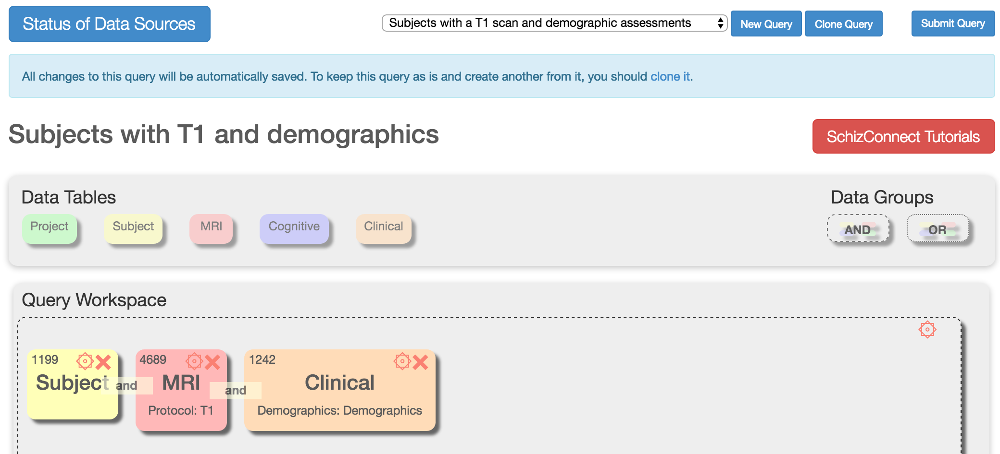 Status of Data Sources
Subjects with a T1 scan and demographic assessments
New Query
Clone Query
Submit Query
All changes to this query will be automatically saved. To keep this query as is and create another from it, you should clone it.
Subjects with T1 and demographics
SchizConnect Tutorials
Data Tables
Data Groups
Project
Subject
MRI
Cognitive
Clinical
AND
OR
Query Workspace
1199
Subject
and
4689
MRI
Protocol: T1
and
1242
Clinical
Demographics: Demographics